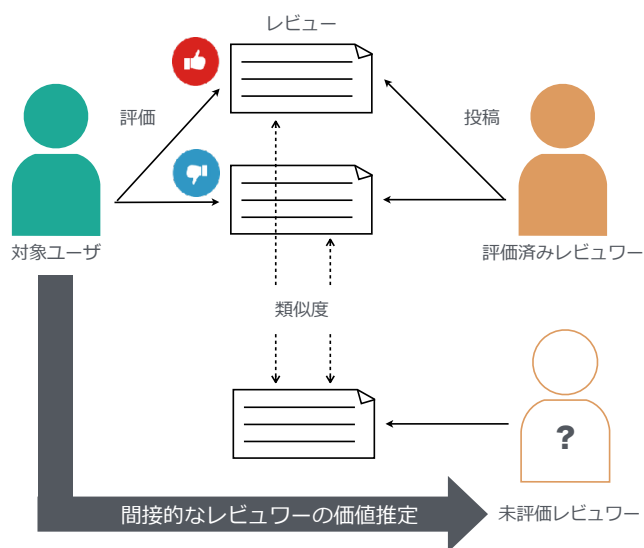 レビュー
評価
投稿
対象ユーザ
評価済みレビュワー
類似度
?
間接的なレビュワーの価値推定
未評価レビュワー